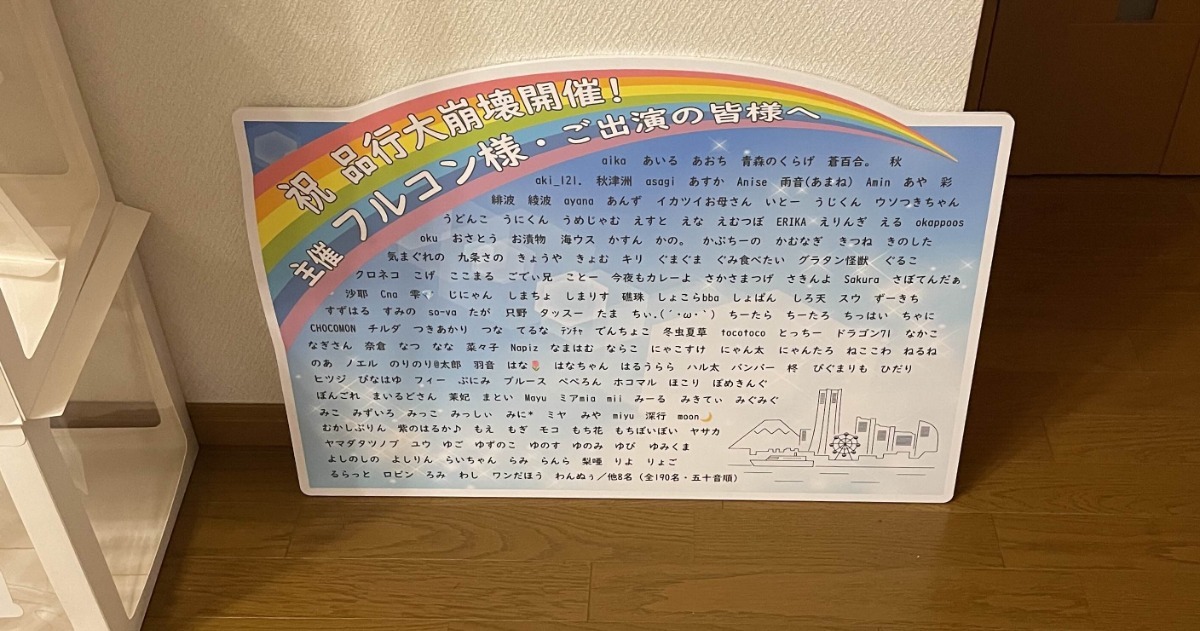 祝 品行大崩壊開催!
主催 フルコン様・ご出演の皆様へ
aika あいる あおち 青森のくらげ 蒼百合。 秋
aki_121. 秋津洲 asagi あすか Anise 雨音(あまね) Amin あや 彩
緋波 綾波 ayana あんず イカツイお母さん いとー うじくん ウソつきちゃん
うどんこ うにくん うめじゃむ えすと えな えむつぼ ERIKA えりんぎ える okappoos
oku おさとう お漬物 海ウス かすん かの。 かぷちーの かむなぎ きつね きのした
気まぐれの 九条さの きょうや きょむ キリ ぐまぐま ぐみ食べたい グラタン怪獣 ぐるこ
クロネコ こげ ここまる ごでぃ兄 ことー 今夜もカレーよ さかさまつげ さきんよ Sakura さぼてんだぁ
沙耶 Cna 雫 じにゃん しまちょ しまりす 礁珠 しょこらbba しょぱん しろ天 スウ ずーきち
すずはる すみの so-va たが 只野 タッスー たま ちぃ.(´･ω･`) ちーたら ちーたろ ちっはい ちゃに
CHOCOMON チルダ つきあかり つな てるな ﾃﾝﾁｬ でんちょこ 冬虫夏草 tocotoco とっちー ドラゴン71 なかこ
なぎさん 奈倉 なつ なな 菜々子 Napiz なまはむ ならこ にゃこすけ にゃん太 にゃんたろ ねここわ ねるね
のあ ノエル のりのり@太郎 羽音 はな🌷 はなちゃん はるうらら ハル太 バンバー 柊 ぴぐまりも ひだり
ヒツジ ぴなはゆ フィー ぷにみ ブルース ぺぺろん ホコマル ほこり ぽめきんぐ
ぽんごれ まいるどさん 茉妃 まとい Mayu ミアmia mii みーる みきてぃ みぐみぐ
みこ みずいろ みっこ みっしぃ みに* ミヤ みや miyu 深行 moon🌙
むかしぷりん 紫のはるか♪ もえ もぎ モコ もち花 もちぽいぽい ヤサカ
ヤマダタツノブ ユウ ゆご ゆずのこ ゆのす ゆのみ ゆぴ ゆみくま
よしのしの よしりん らいちゃん らみ らんら 梨唖 りよ りょご
るらっと ロビン ろみ わし ワンだほう わんぬぅ/他8名 (全190名・五十音順)